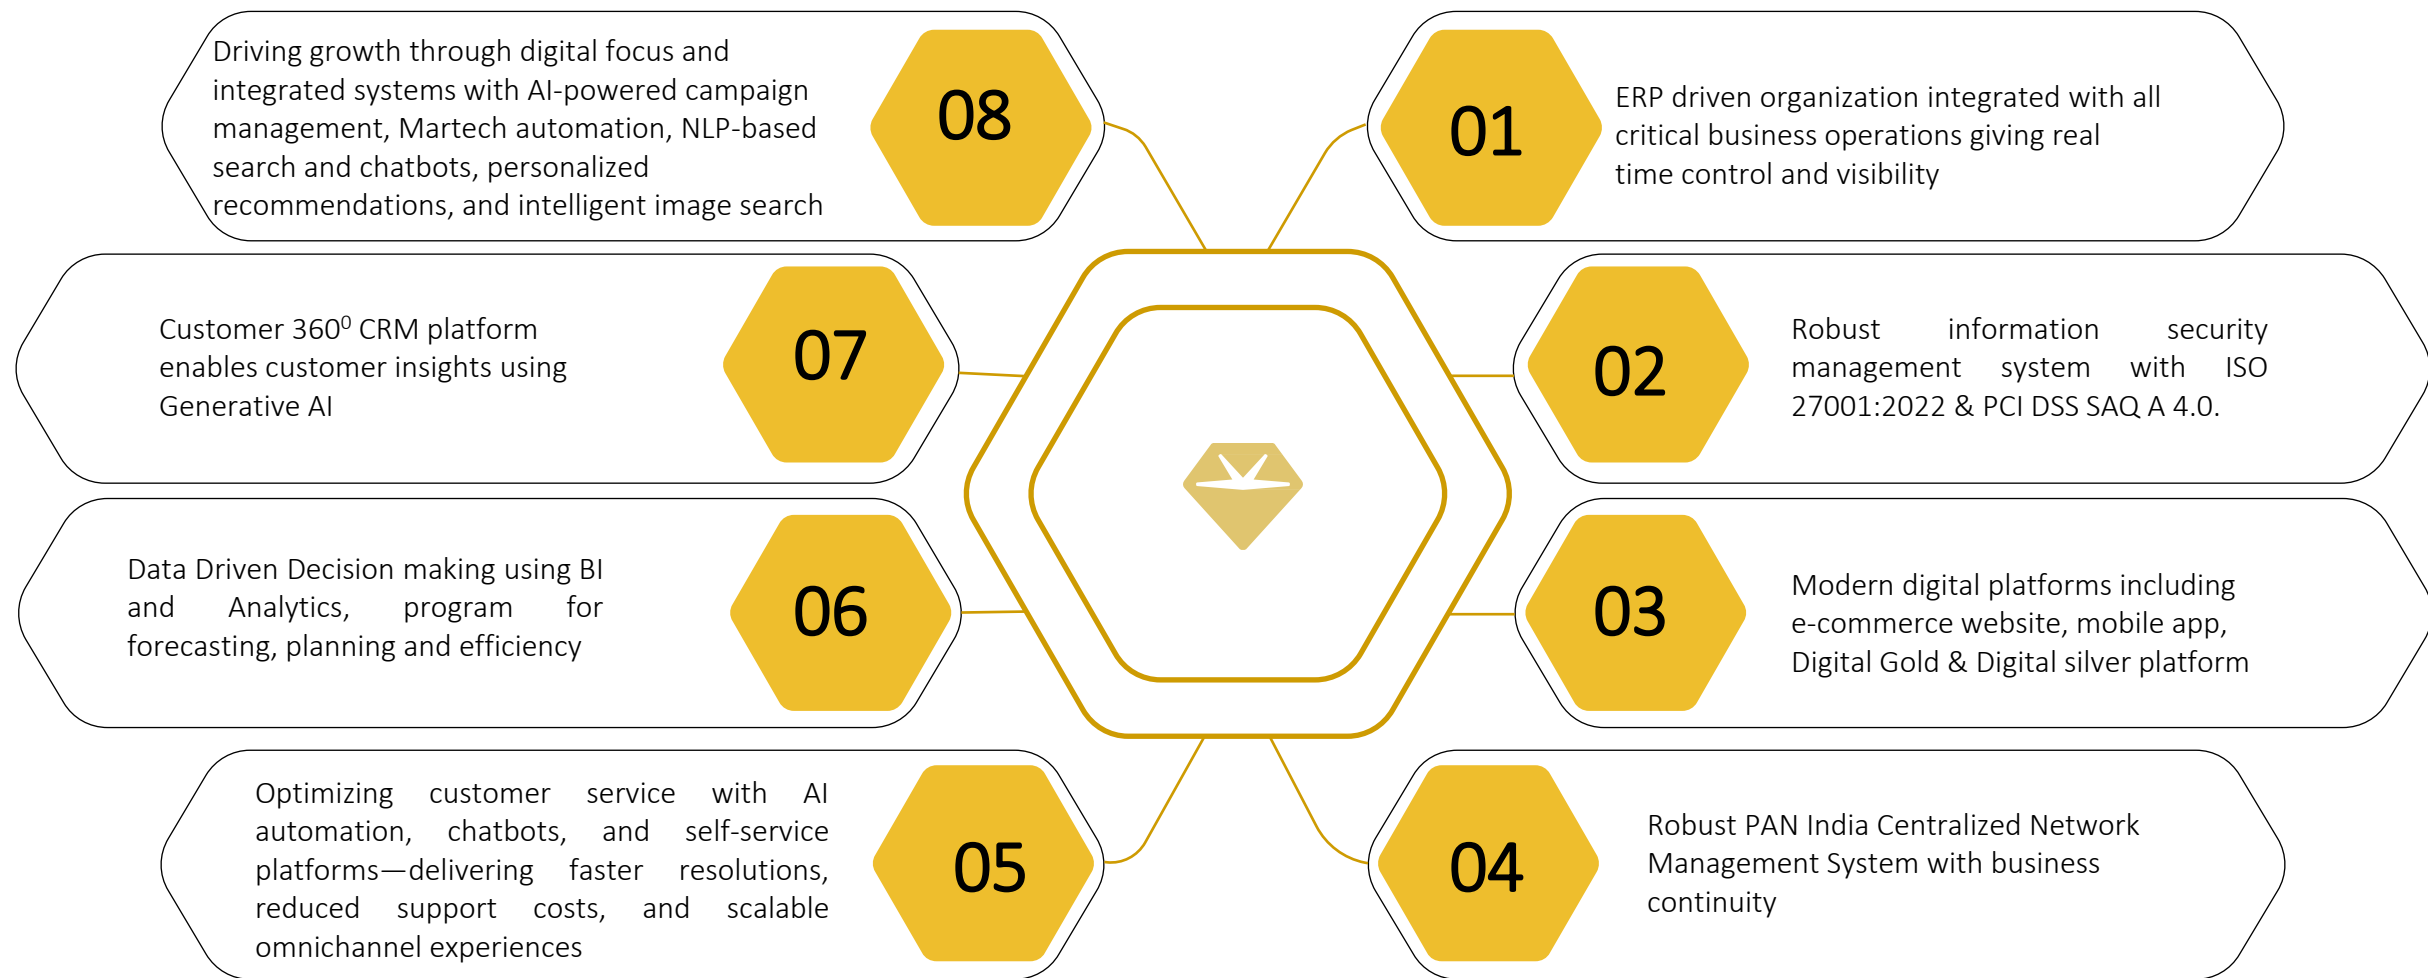 01
ERP driven organization integrated with all
critical business operations giving real
time control and visibility
02
Robust information security
management system with ISO
27001:2022 & PCI DSS SAQ A 4.0.
03
Modern digital platforms including
e-commerce website, mobile app,
Digital Gold & Digital silver platform
04
Robust PAN India Centralized Network
Management System with business
continuity
05
Optimizing customer service with AI
automation, chatbots, and self-service
platforms—delivering faster resolutions,
reduced support costs, and scalable
omnichannel experiences
06
Data Driven Decision making using BI
and Analytics, program for
forecasting, planning and efficiency
07
Customer 360⁰ CRM platform
enables customer insights using
Generative AI
08
Driving growth through digital focus and
integrated systems with AI-powered campaign
management, Martech automation, NLP-based
search and chatbots, personalized
recommendations, and intelligent image search